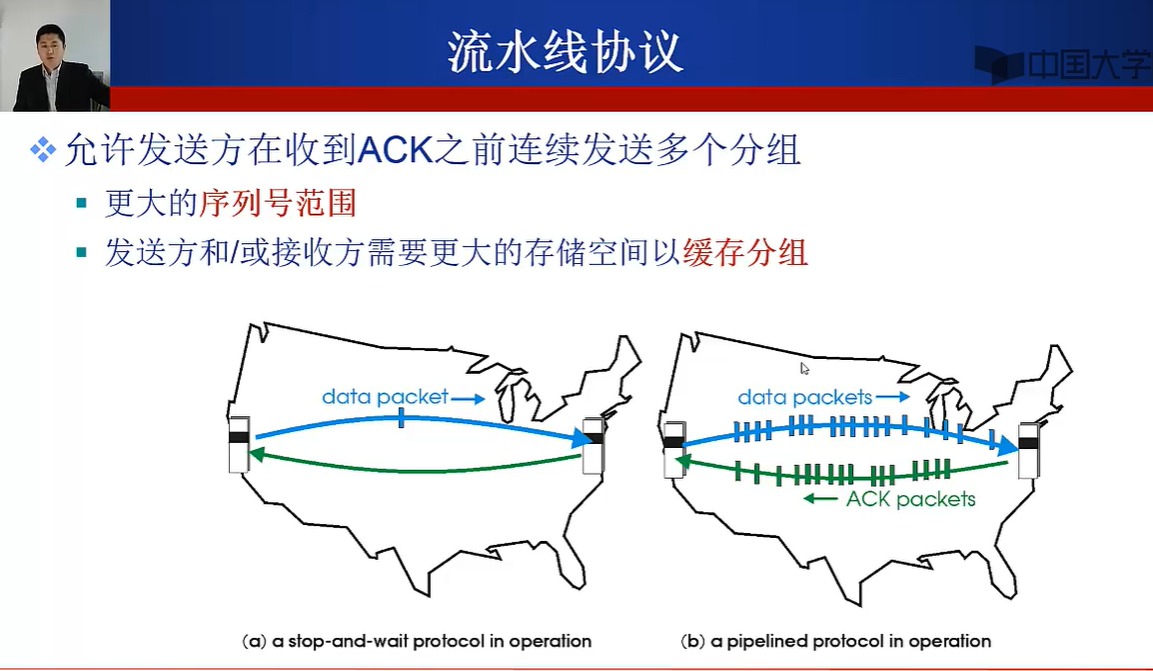 流水线协议
中国大学
允许发送方在收到ACK之前连续发送多个分组
更大的序列号范围
发送方和/或接收方需要更大的存储空间以缓存分组
data packet
data packets
ACK packets
(a) a stop-and-wait protocol in operation
(b) a pipelined protocol in operation